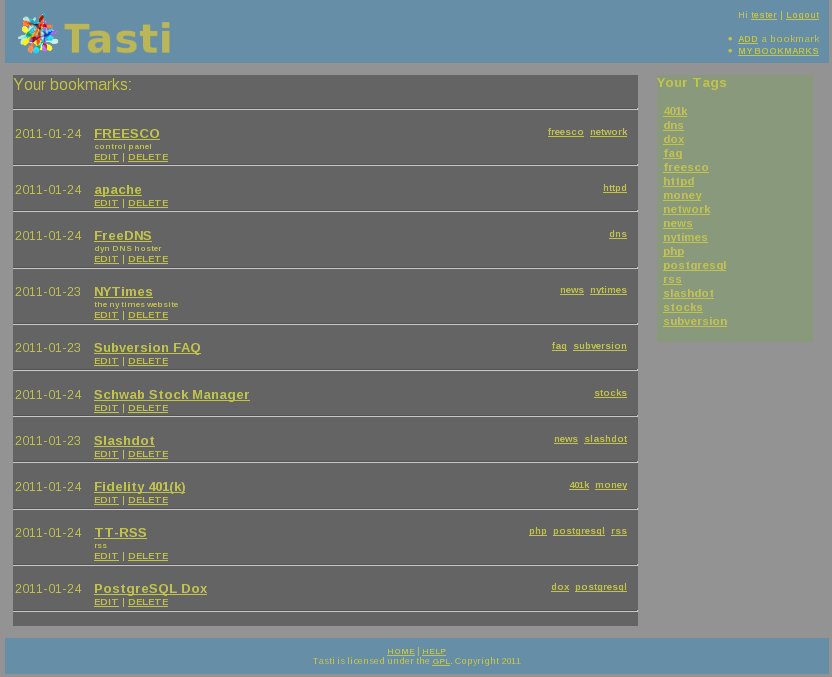 Tasti
Hi tester | Logout
ADD a bookmark
MY BOOKMARKS
Your bookmarks:
2011-01-24 FREESCO freesco network
control panel
EDIT | DELETE
2011-01-24 apache httpd
EDIT | DELETE
2011-01-24 FreeDNS dns
dyn DNS hoster
EDIT | DELETE
2011-01-23 NYTimes news nytimes
the ny times website
EDIT | DELETE
2011-01-23 Subversion FAQ faq subversion
EDIT | DELETE
2011-01-24 Schwab Stock Manager stocks
EDIT | DELETE
2011-01-23 Slashdot news slashdot
EDIT | DELETE
2011-01-24 Fidelity 401(k) 401k money
EDIT | DELETE
2011-01-24 TT-RSS php postgresql rss
rss
EDIT | DELETE
2011-01-24 PostgreSQL Dox dox postgresql
EDIT | DELETE
Your Tags
401k
dns
dox
faq
freesco
httpd
money
network
news
nytimes
php
postgresql
rss
slashdot
stocks
subversion
HOME | HELP
Tasti is licensed under the GPL. Copyright 2011